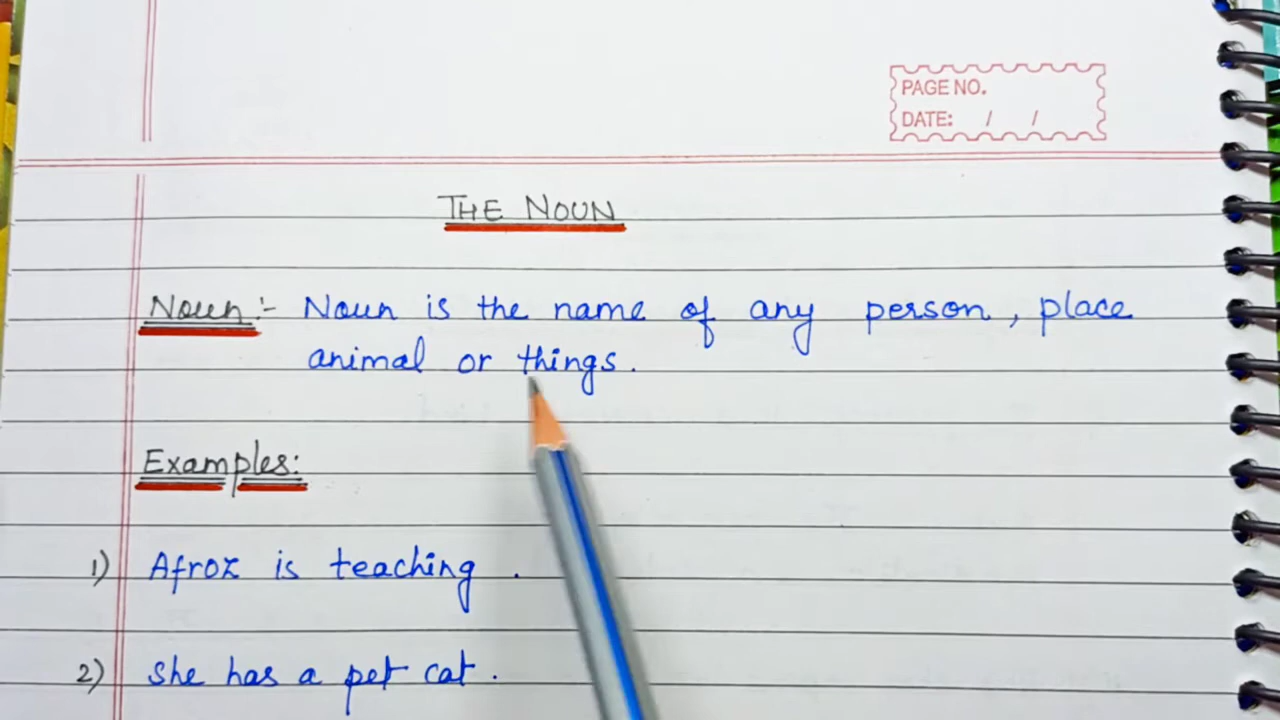 PAGE NO.
DATE: / /
THE NOUN
Noun :- Noun is the name of any person, place
animal or things.
Examples:
1) Afroz is teaching .
2) she has a pet cat .